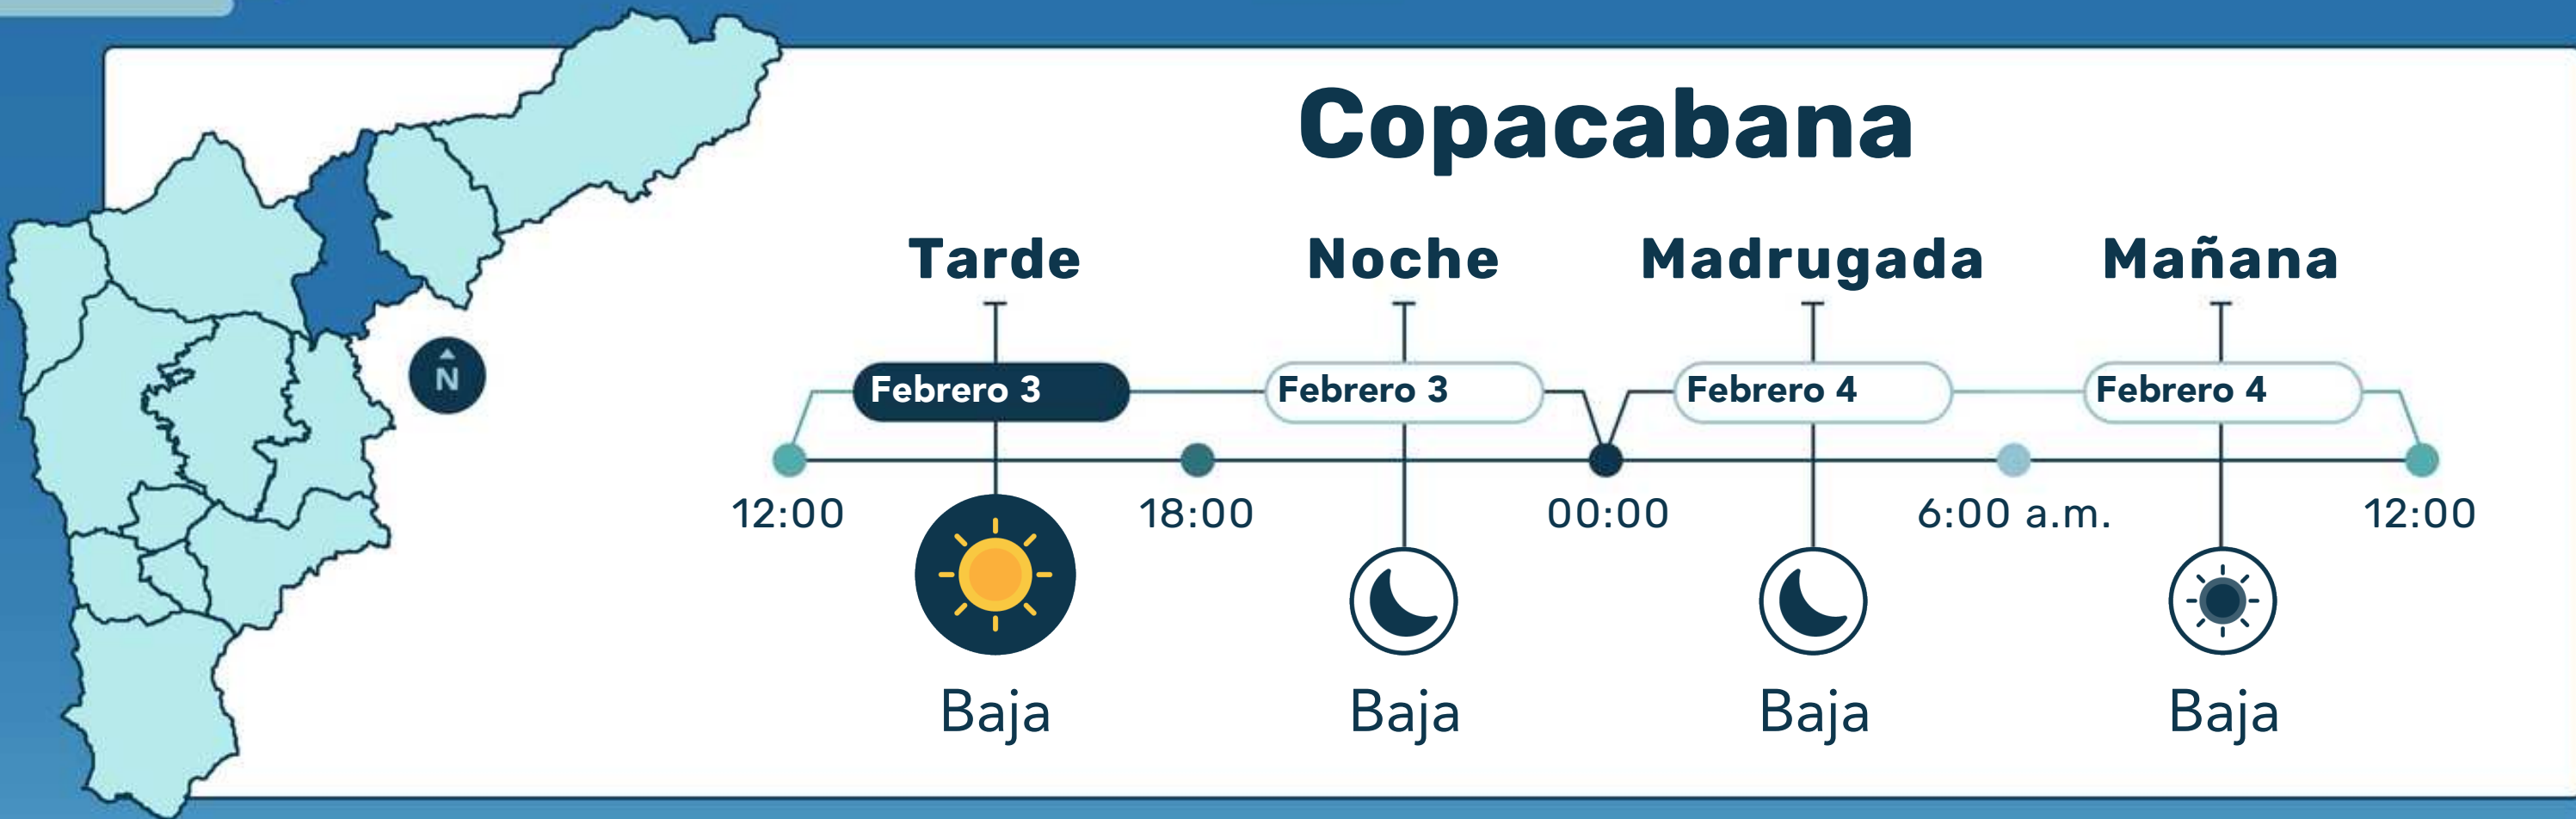 Copacabana
Tarde Noche Madrugada Mañana
Febrero 3 Febrero 3 Febrero 4 Febrero 4
N
12:00 18:00 00:00 6:00 a.m. 12:00
Baja Baja Baja Baja